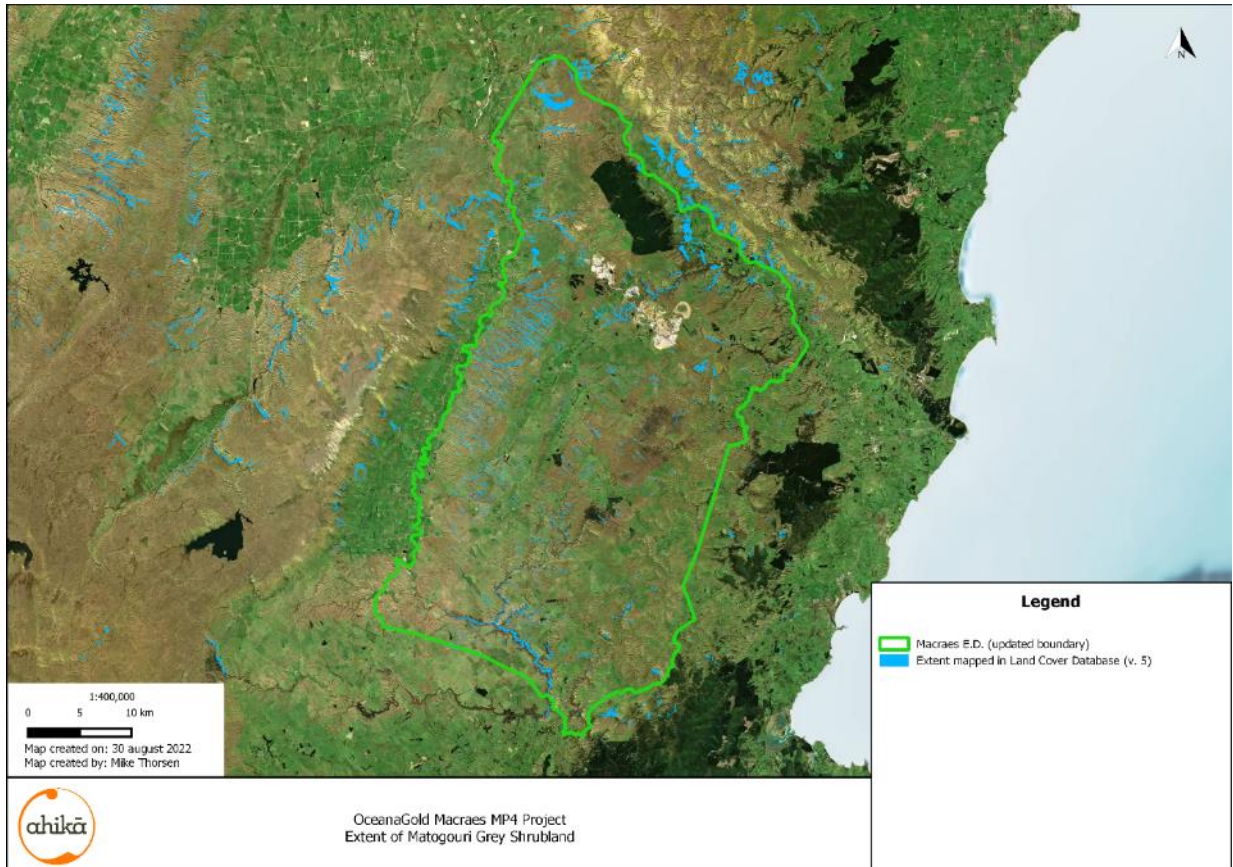 N
Legend
Macraes E.D. (updated boundary)
Extent mapped in Land Cover Database (v. 5)
1:400,000
0 5 10 km
Map created on: 30 august 2022
Map created by: Mike Thorsen
ahikā
OceanaGold Macraes MP4 Project
Extent of Matogouri Grey Shrubland